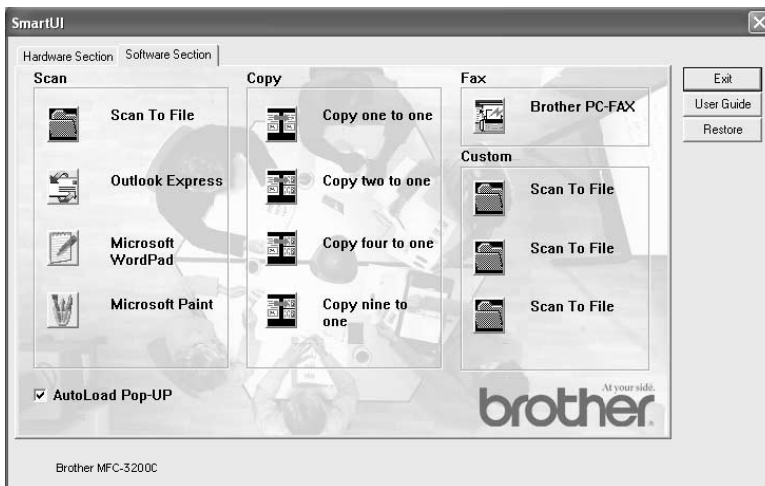 SmartUI
Hardware Section
Software Section
Scan
Scan To File
Outlook Express
Microsoft
WordPad
Microsoft Paint
Copy
Copy one to one
Copy two to one
Copy four to one
Copy nine to
one
Fax
Brother PC-FAX
Custom
Scan To File
Scan To File
Scan To File
Exit
User Guide
Restore
AutoLoad Pop-UP
At your side.
brother
Brother MFC-3200C